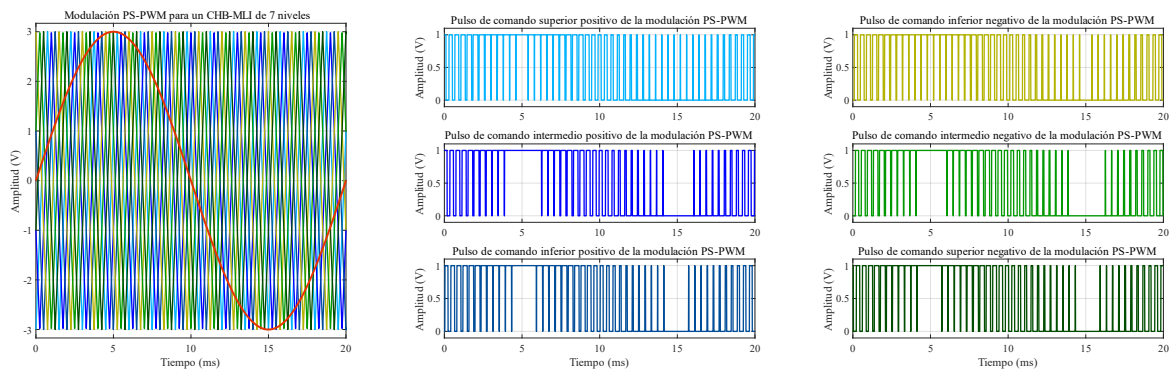 Modulación PS-PWM para un CHB-MLI de 7 niveles
Amplitud (V)
3
2
1
0
-1
-2
-3
0 5 10 15 20
Tiempo (ms)
Pulso de comando superior positivo de la modulación PS-PWM
Amplitud (V)
1
0.5
0
0 5 10 15 20
Pulso de comando intermedio positivo de la modulación PS-PWM
Amplitud (V)
1
0.5
0
0 5 10 15 20
Pulso de comando inferior positivo de la modulación PS-PWM
Amplitud (V)
1
0.5
0
0 5 10 15 20
Tiempo (ms)
Pulso de comando inferior negativo de la modulación PS-PWM
Amplitud (V)
1
0.5
0
0 5 10 15 20
Pulso de comando intermedio negativo de la modulación PS-PWM
Amplitud (V)
1
0.5
0
0 5 10 15 20
Pulso de comando superior negativo de la modulación PS-PWM
Amplitud (V)
1
0.5
0
0 5 10 15 20
Tiempo (ms)